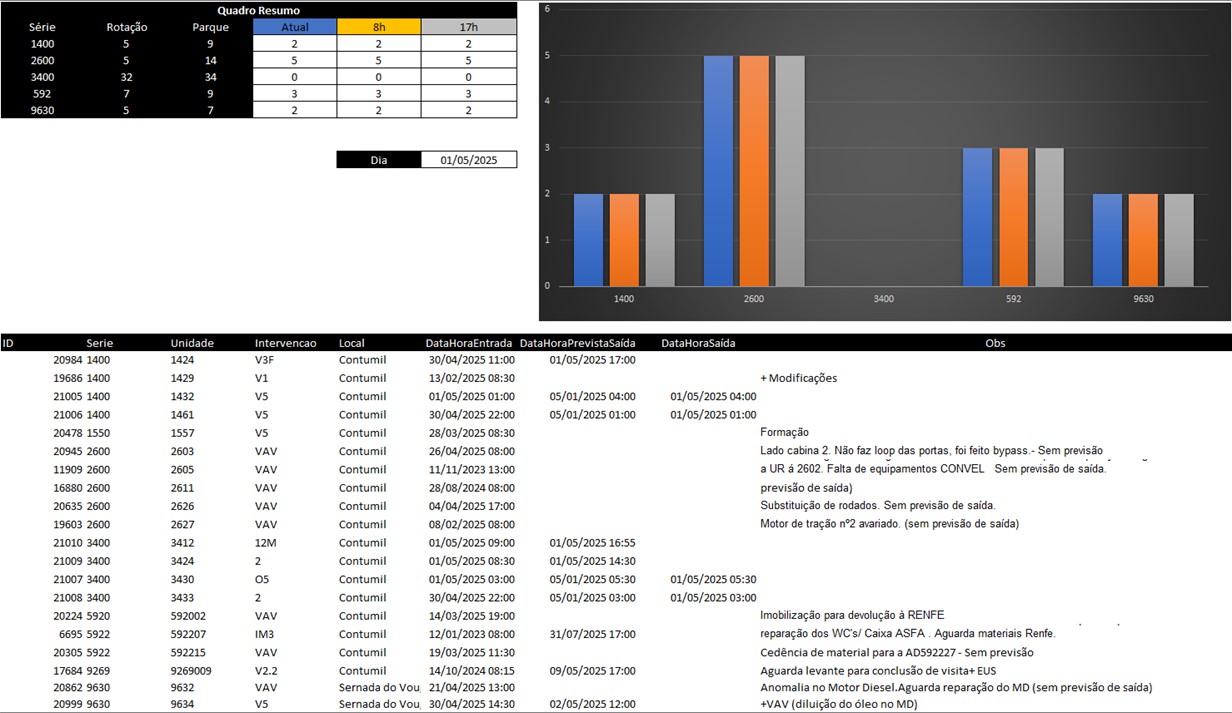 Quadro Resumo
Série Rotação Parque Atual 8h 17h
1400 5 9 2 2 2
2600 5 14 5 5 5
3400 32 34 0 0 0
592 7 9 3 3 3
9630 5 7 2 2 2
Dia 01/05/2025
6
5
4
3
2
1
0
1400 2600 3400 592 9630
ID Serie Unidade Intervencao Local DataHoraEntrada DataHoraPrevistaSaída DataHoraSaída Obs
20984 1400 1424 V3F Contumil 30/04/2025 11:00 01/05/2025 17:00
19686 1400 1429 V1 Contumil 13/02/2025 08:30 + Modificações
21005 1400 1432 V5 Contumil 01/05/2025 01:00 05/01/2025 04:00 01/05/2025 04:00
21006 1400 1461 V5 Contumil 30/04/2025 22:00 05/01/2025 01:00 01/05/2025 01:00
20478 1550 1557 V5 Contumil 28/03/2025 08:30 Formação
20945 2600 2603 VAV Contumil 26/04/2025 08:00 Lado cabina 2. Não faz loop das portas, foi feito bypass.- Sem previsão
11909 2600 2605 VAV Contumil 11/11/2023 13:00 a UR á 2602. Falta de equipamentos CONVEL Sem previsão de saída.
16880 2600 2611 VAV Contumil 28/08/2024 08:00 previsão de saída)
20635 2600 2626 VAV Contumil 04/04/2025 17:00 Substituição de rodados. Sem previsão de saída.
19603 2600 2627 VAV Contumil 08/02/2025 08:00 Motor de tração nº2 avariado. (sem previsão de saída)
21010 3400 3412 12M Contumil 01/05/2025 09:00 01/05/2025 16:55
21009 3400 3424 2 Contumil 01/05/2025 08:30 01/05/2025 14:30
21007 3400 3430 O5 Contumil 01/05/2025 03:00 05/01/2025 05:30 01/05/2025 05:30
21008 3400 3433 2 Contumil 30/04/2025 22:00 05/01/2025 03:00 01/05/2025 03:00
20224 5920 592002 VAV Contumil 14/03/2025 19:00 Imobilização para devolução à RENFE
6695 5922 592207 IM3 Contumil 12/01/2023 08:00 31/07/2025 17:00 reparação dos WC's/ Caixa ASFA . Aguarda materiais Renfe.
20305 5922 592215 VAV Contumil 19/03/2025 11:30 Cedência de material para a AD592227 - Sem previsão
17684 9269 9269009 V2.2 Contumil 14/10/2024 08:15 09/05/2025 17:00 Aguarda levante para conclusão de visita+ EUS
20862 9630 9632 VAV Sernada do Vou 21/04/2025 13:00 Anomalia no Motor Diesel.Aguarda reparação do MD (sem previsão de saída)
20999 9630 9634 V5 Sernada do Vou 30/04/2025 14:30 02/05/2025 12:00 +VAV (diluição do óleo no MD)